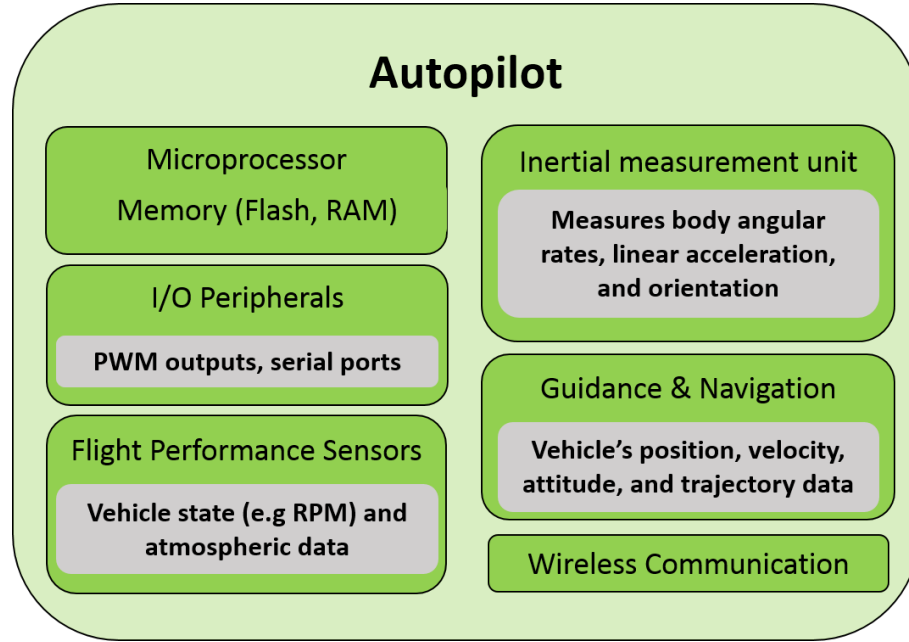 Autopilot
Microprocessor
Memory (Flash, RAM)
I/O Peripherals
PWM outputs, serial ports
Flight Performance Sensors
Vehicle state (e.g RPM) and
atmospheric data
Inertial measurement unit
Measures body angular
rates, linear acceleration,
and orientation
Guidance & Navigation
Vehicle’s position, velocity,
attitude, and trajectory data
Wireless Communication